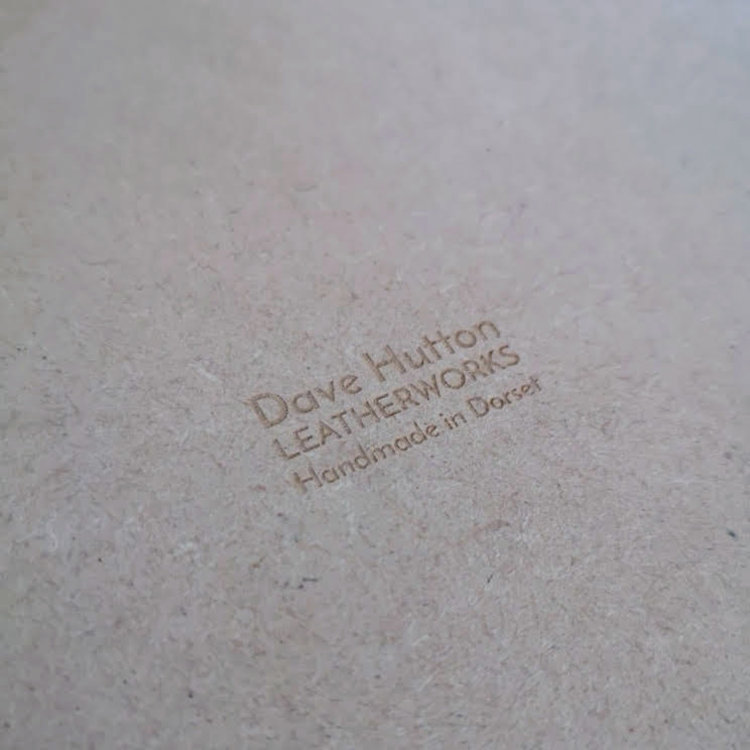 Dave Hutton
LEATHERWORKS
Handmade in Dorset